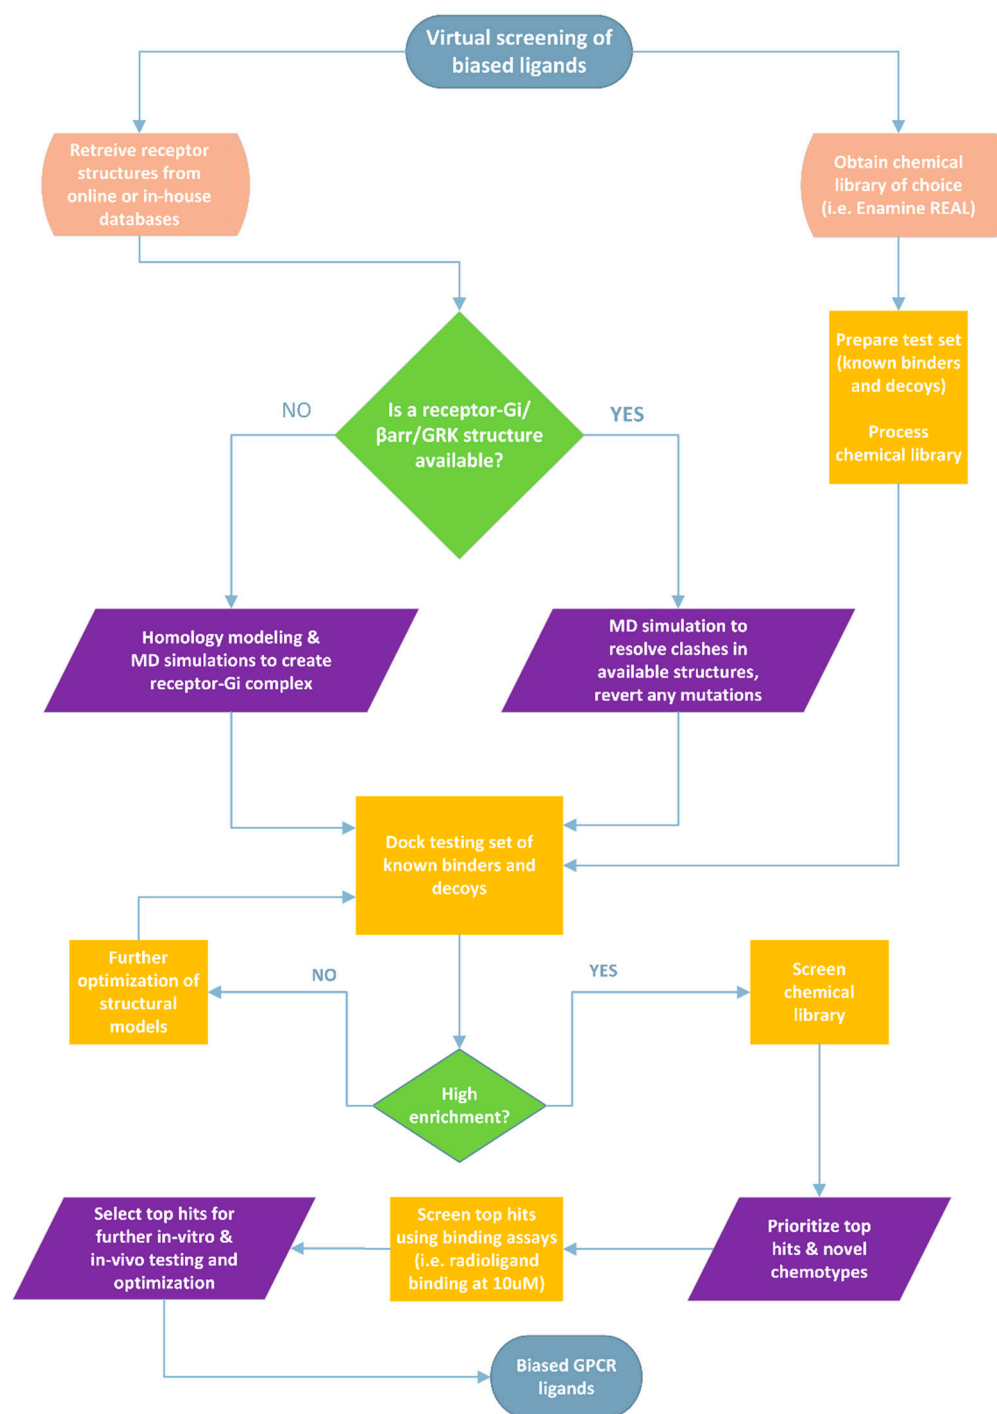 Virtual screening of
biased ligands
Retreive receptor
structures from
online or in-house
databases
Obtain chemical
library of choice
(i.e. Enamine REAL)
Is a receptor-Gi/
βarr/GRK structure
available?
NO
YES
Prepare test set
(known binders
and decoys)
Process
chemical library
Homology modeling &
MD simulations to create
receptor-Gi complex
MD simulation to
resolve clashes in
available structures,
revert any mutations
Dock testing set of
known binders and
decoys
Further
optimization of
structural
models
NO
YES
High
enrichment?
Screen
chemical
library
Prioritize top
hits & novel
chemotypes
Screen top hits
using binding assays
(i.e. radioligand
binding at 10uM)
Select top hits for
further in-vitro &
in-vivo testing and
optimization
Biased GPCR
ligands